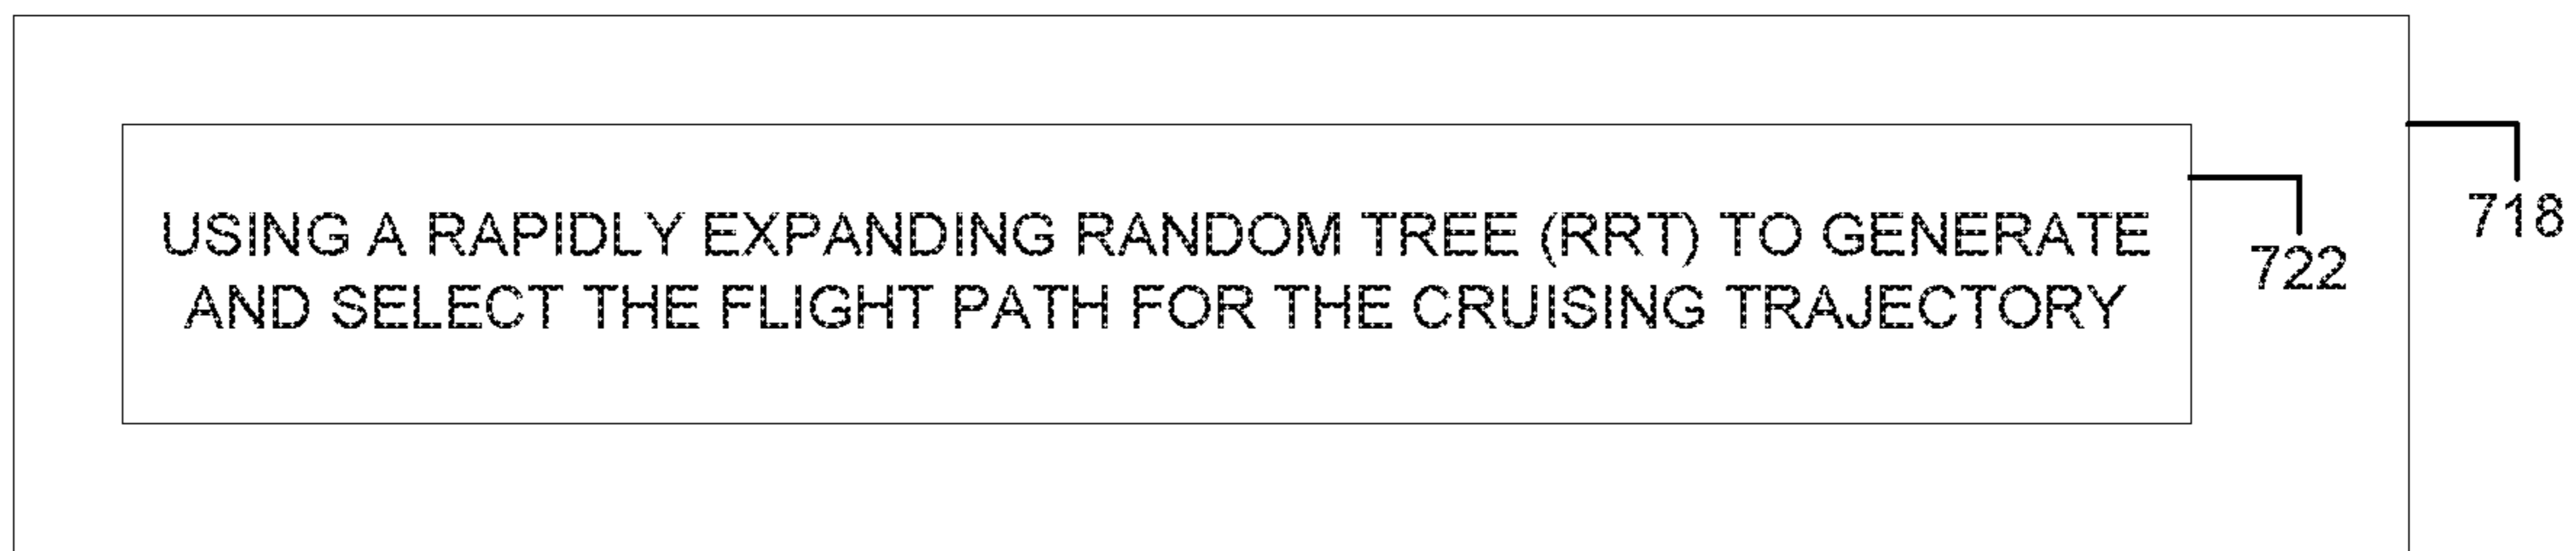 USING A RAPIDLY EXPANDING RANDOM TREE (RRT) TO GENERATE
AND SELECT THE FLIGHT PATH FOR THE CRUISING TRAJECTORY
718
722